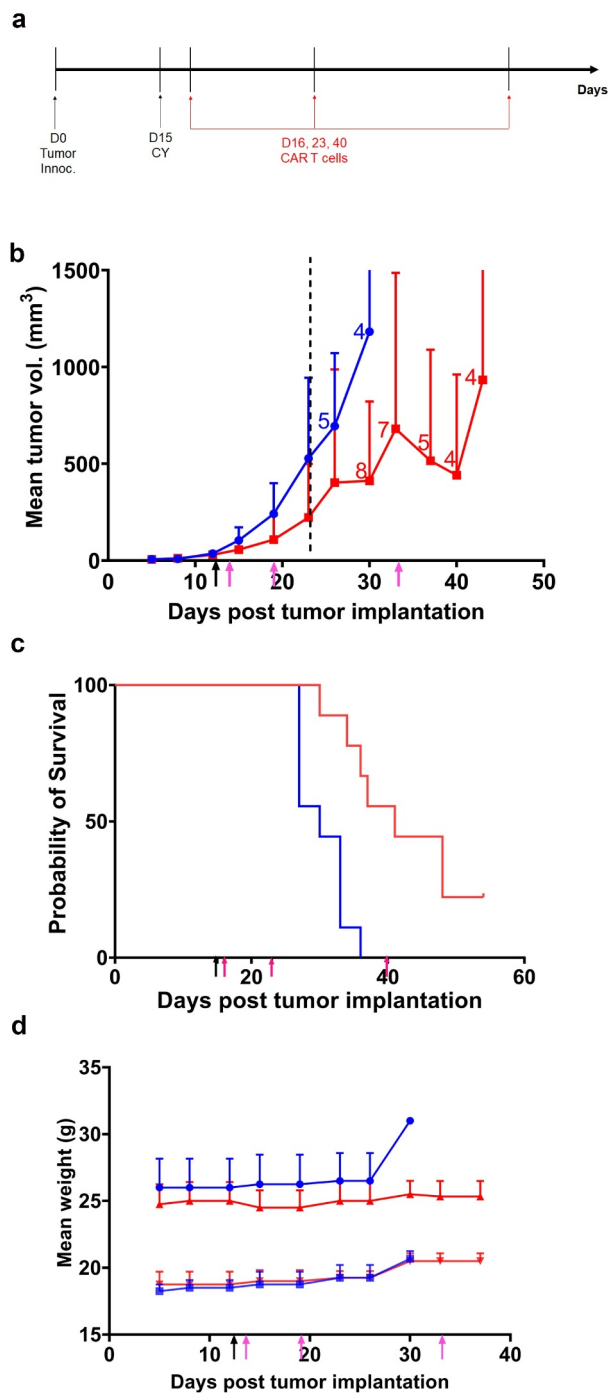 a
Days
D0
Tumor
Innoc.
D15
CY
D16, 23, 40
CAR T cells
b
Mean tumor vol. (mm³)
1500
1000
500
0
4
5
8
7
5
4
4
0 10 20 30 40 50
Days post tumor implantation
c
Probability of Survival
100
50
0
0 20 40 60
Days post tumor implantation
d
Mean weight (g)
35
30
25
20
15
0 10 20 30 40
Days post tumor implantation